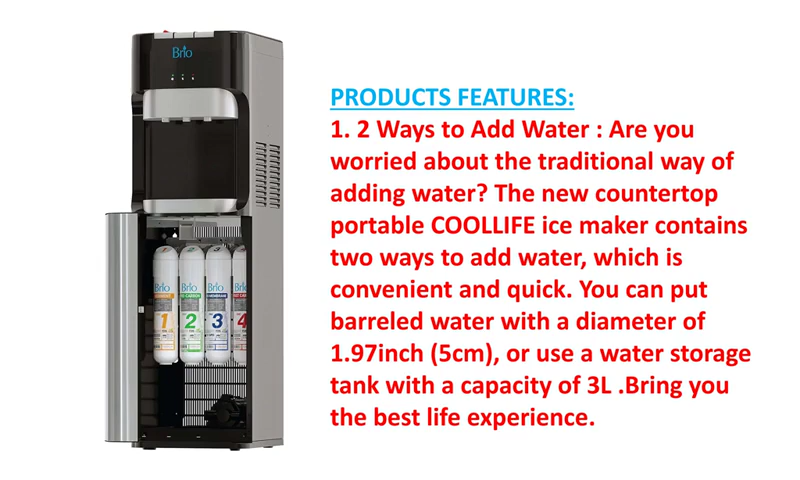 Brio
PRODUCTS FEATURES:
1. 2 Ways to Add Water : Are you
worried about the traditional way of
adding water? The new countertop
portable COOLLIFE ice maker contains
two ways to add water, which is
convenient and quick. You can put
barreled water with a diameter of
1.97inch (5cm), or use a water storage
tank with a capacity of 3L .Bring you
the best life experience.
Brio Brio Brio Brio
1 2 3 4